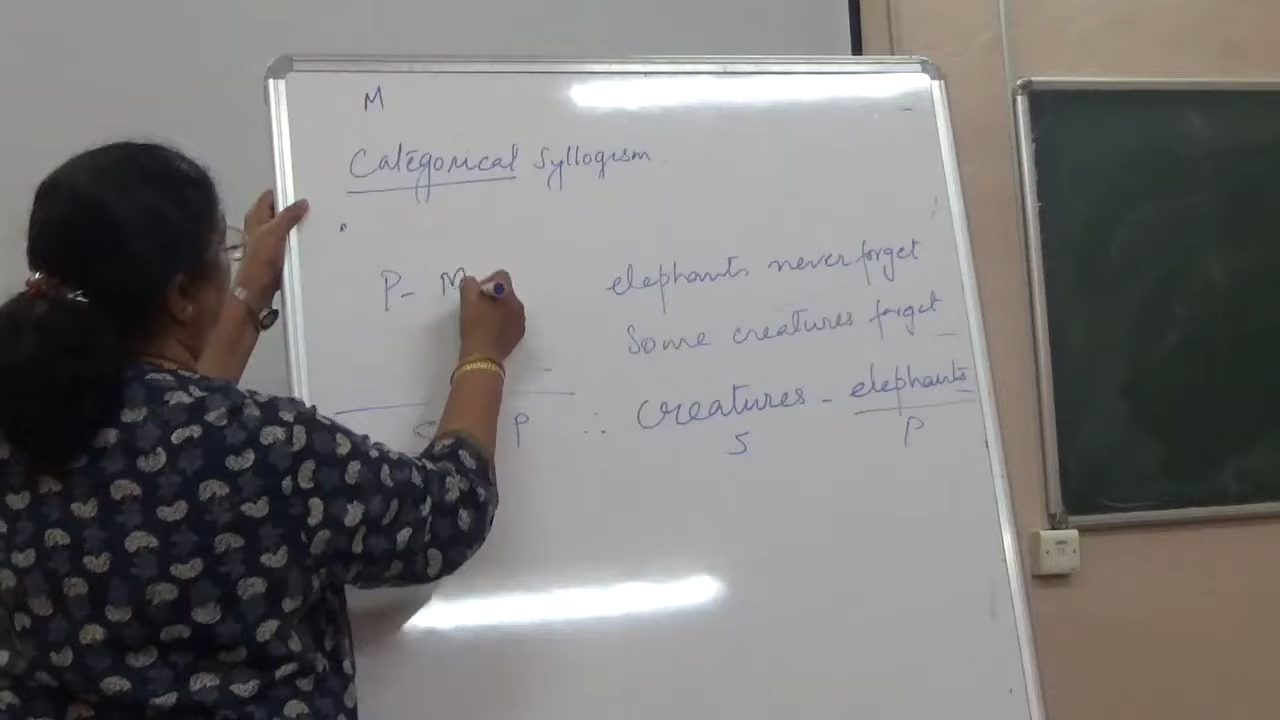 M
Categorical Syllogism.
P - M
elephants never forget
Some creatures forget
S P
∴ Creatures - elephants
S P